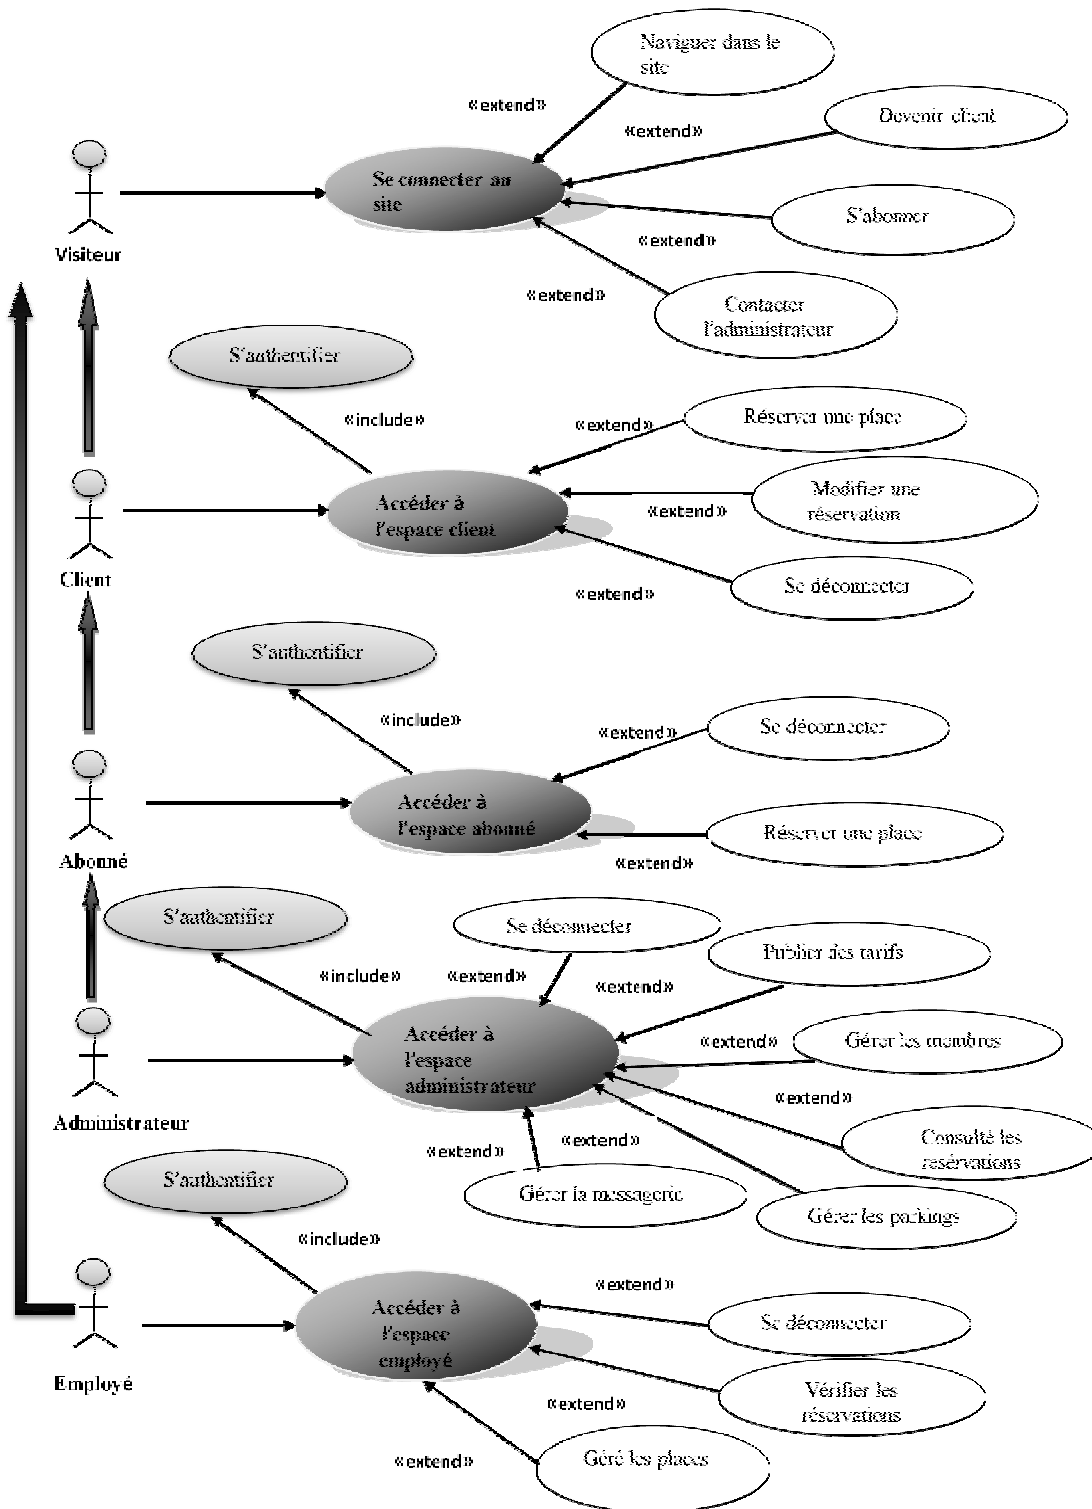 Naviguer dans le
site
«extend»
Devenir client
«extend»
Se connecter au
site
S'abonner
Visiteur
«extend»
«extend»
Contacter
l'administrateur
S'authentifier
«include»
«extend»
Réserver une place
Accéder à
l'espace client
Modifier une
réservation
«extend»
Client
«extend»
Se déconnecter
S'authentifier
«include»
«extend»
Se déconnecter
Accéder à
l'espace abonné
Réserver une place
Abonné
«extend»
S'authentifier
Se déconnecter
Publier des tarifs
«include»
«extend»
«extend»
Accéder à
l'espace
administrateur
«extend»
Gérer les membres
«extend»
Administrateur
«extend»
«extend»
Consulté les
resérvations
S'authentifier
Gérer la messagerie
Gérer les parkings
«include»
«extend»
Accéder à
l'espace
employé
Se déconnecter
Employé
Vérifier les
réservations
«extend»
«extend»
Géré les places